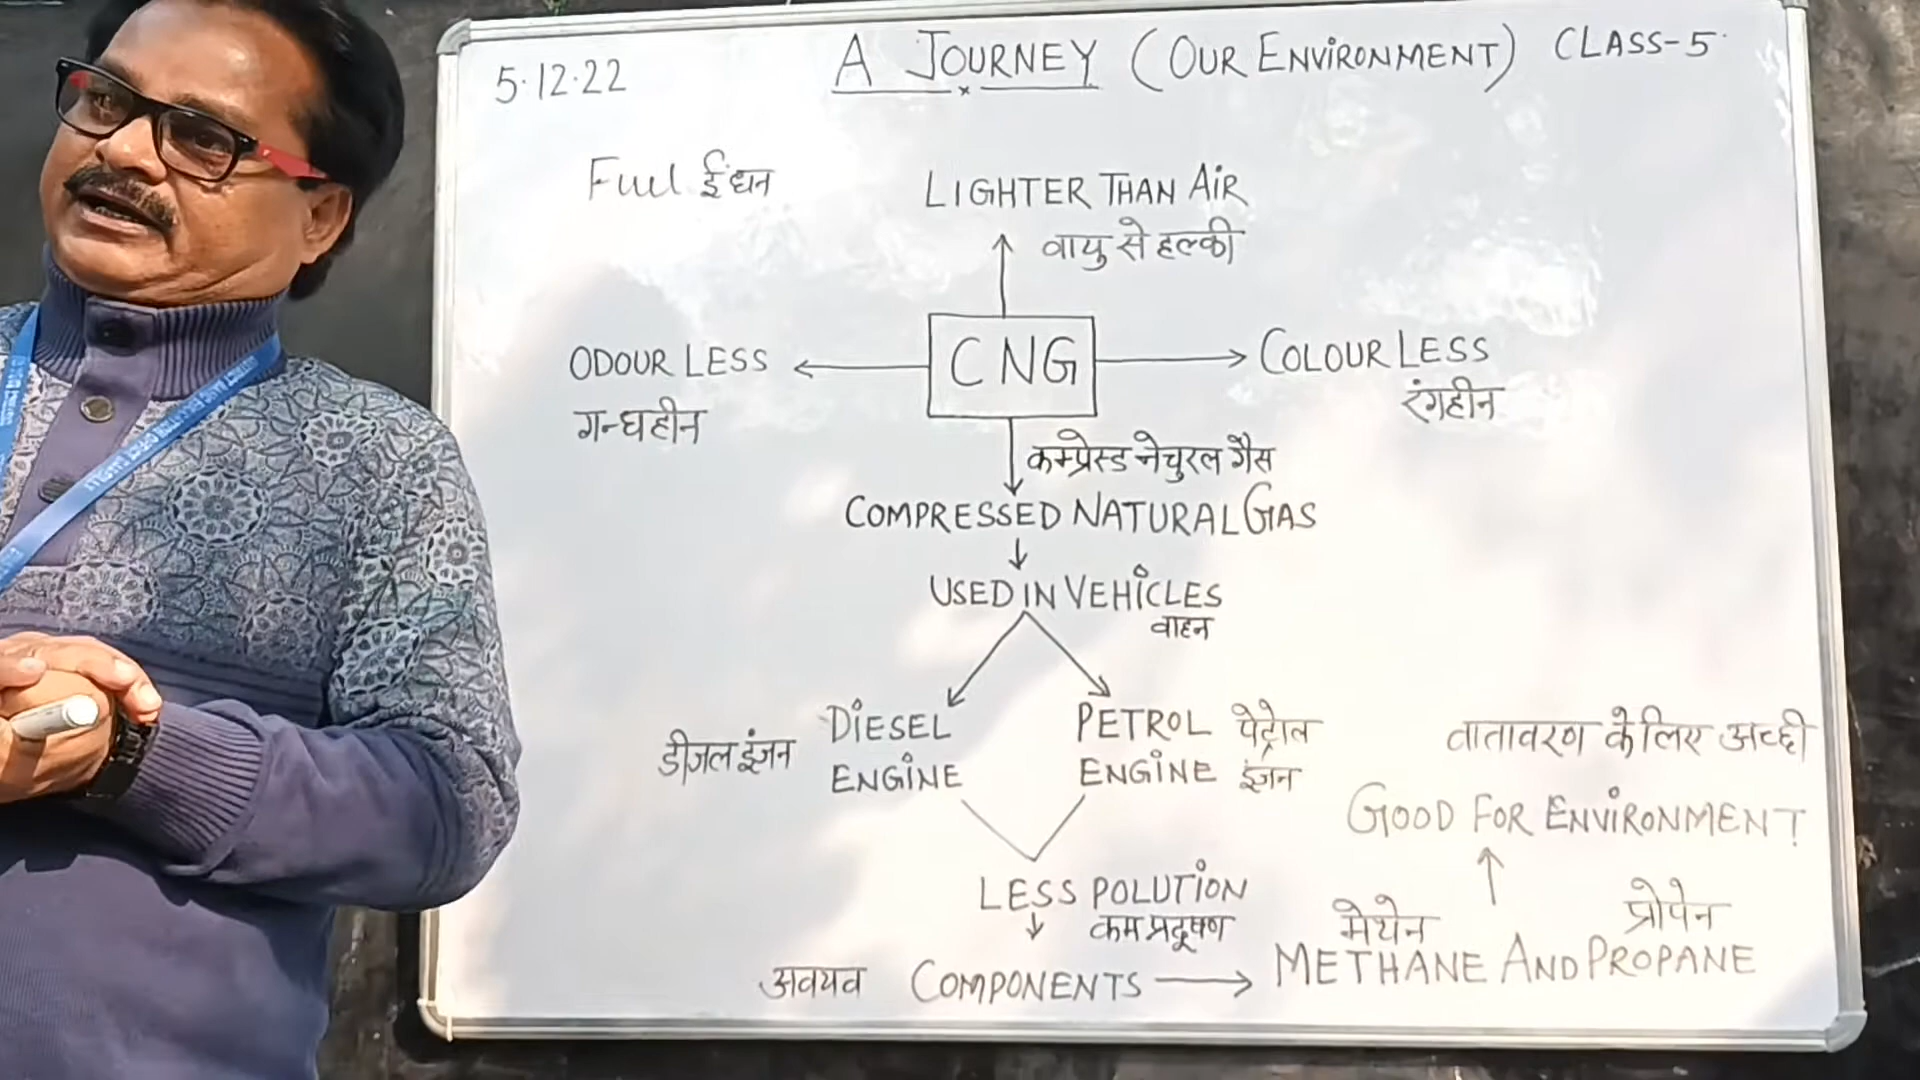 5.12.22
A JOURNEY (OUR ENVIRONMENT) CLASS-5
Fuel ईंधन
LIGHTER THAN AIR
वायु से हल्की
ODOUR LESS
गन्धहीन
CNG
COLOUR LESS
रंगहीन
कम्प्रेस्ड नेचुरल गैस
COMPRESSED NATURAL GAS
USED IN VEHICLES
वाहन
डीजल इंजन
DIESEL
ENGINE
PETROL
ENGINE
पेट्रोल
इंजन
वातावरण के लिए अच्छी
GOOD FOR ENVIRONMENT
LESS POLUTION
कम प्रदूषण
मेथेन
प्रोपेन
अवयव
COMPONENTS
METHANE AND PROPANE